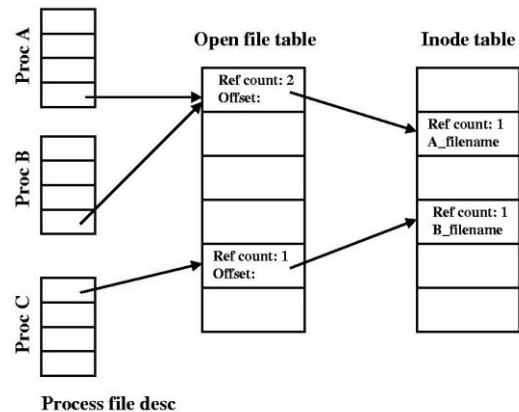 Proc A
Proc B
Proc C
Open file table
Inode table
Ref count: 2
Offset:
Ref count: 1
A_filename
Ref count: 1
B_filename
Ref count: 1
Offset:
Process file desc